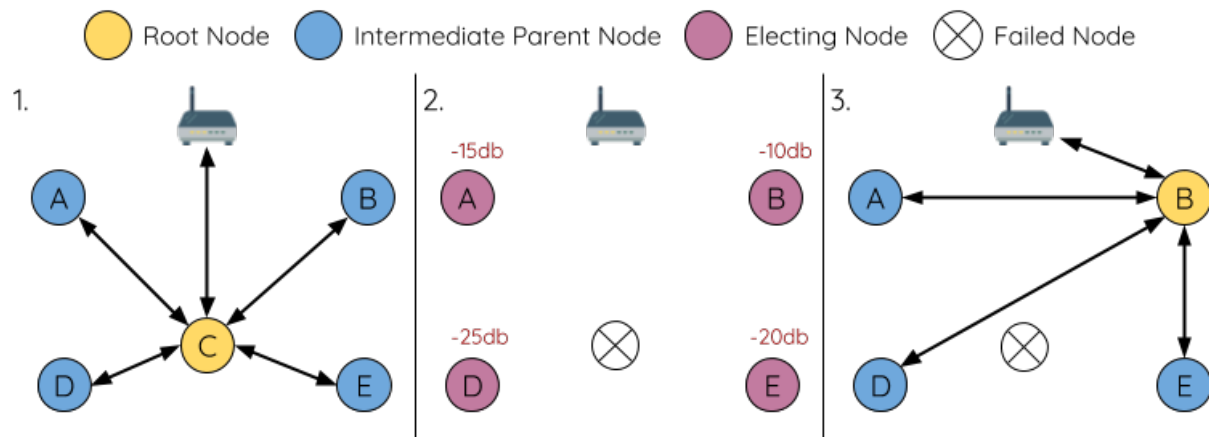 Root Node Intermediate Parent Node Electing Node Failed Node
1.
A
B
C
D
E
2.
-15db
-10db
A
B
-25db
-20db
D
E
3.
A
B
D
E